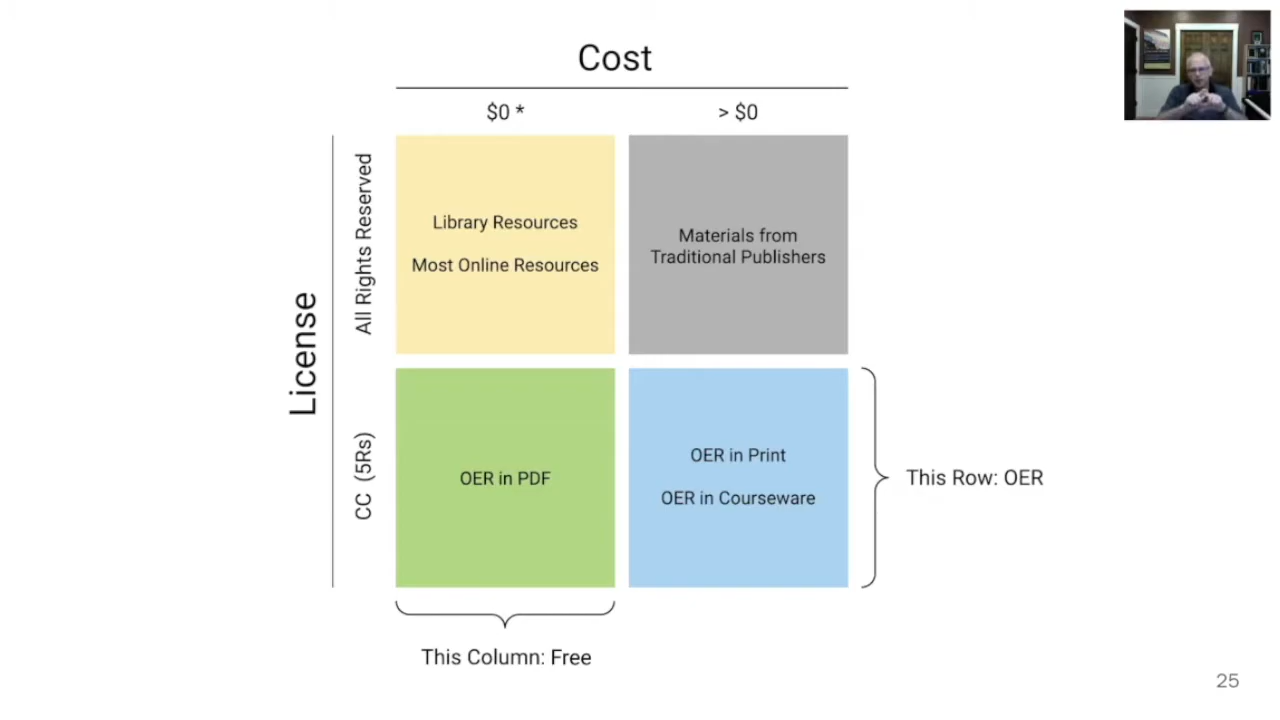 Cost
$0 *
> $0
License
All Rights Reserved
Library Resources
Most Online Resources
Materials from
Traditional Publishers
CC (5Rs)
OER in PDF
OER in Print
OER in Courseware
This Row: OER
This Column: Free
25